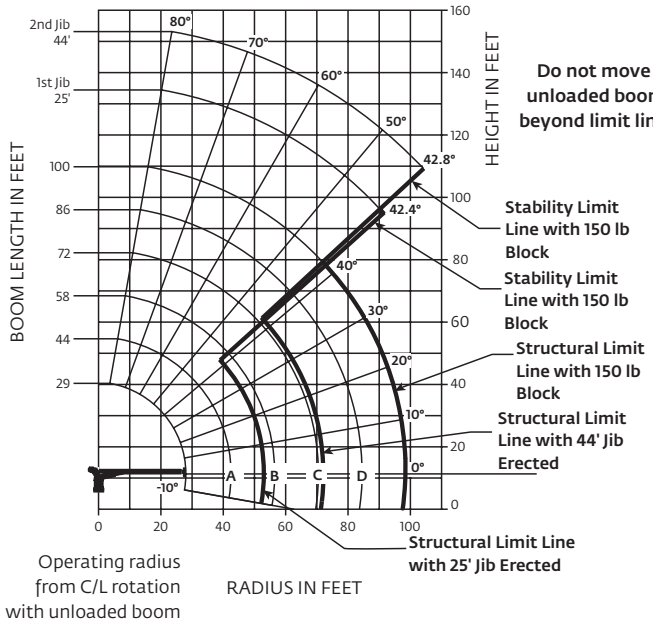 2nd Jib
44'
1st Jib
25'
BOOM LENGTH IN FEET
100
86
72
58
44
29
80°
70°
60°
50°
42.8°
42.4°
40°
30°
20°
10°
0°
-10°
A
B
C
D
160
140
120
100
80
60
40
20
0
HEIGHT IN FEET
0
20
40
60
80
100
RADIUS IN FEET
Operating radius
from C/L rotation
with unloaded boom
Do not move
unloaded boom
beyond limit lin
Stability Limit
Line with 150 lb
Block
Stability Limit
Line with 150 lb
Block
Structural Limit
Line with 150 lb
Block
Structural Limit
Line with 44' Jib
Erected
Structural Limit Line
with 25' Jib Erected